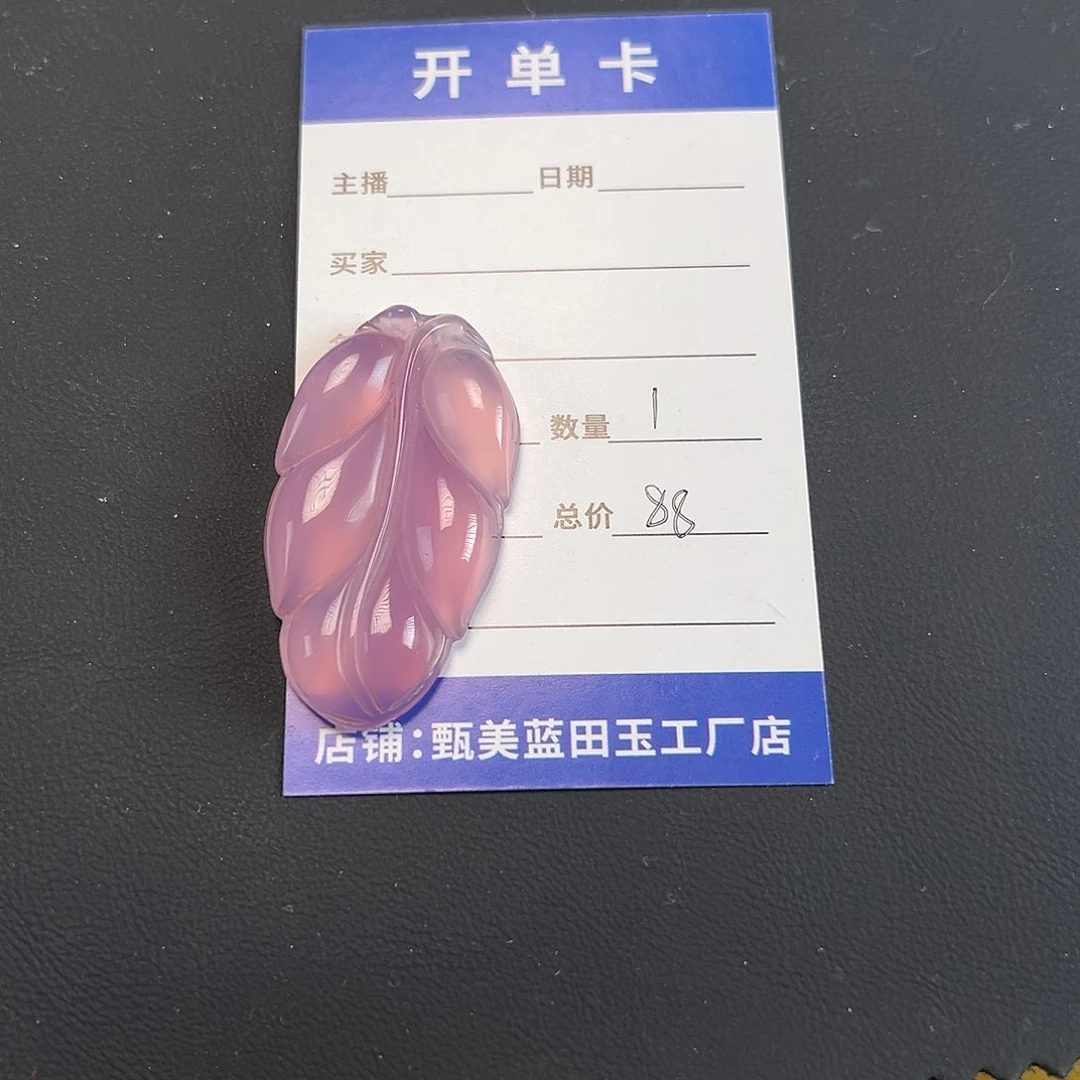 开单卡
主播 日期
买家
数量 1
总价 88
店铺:甄美蓝田玉工厂店